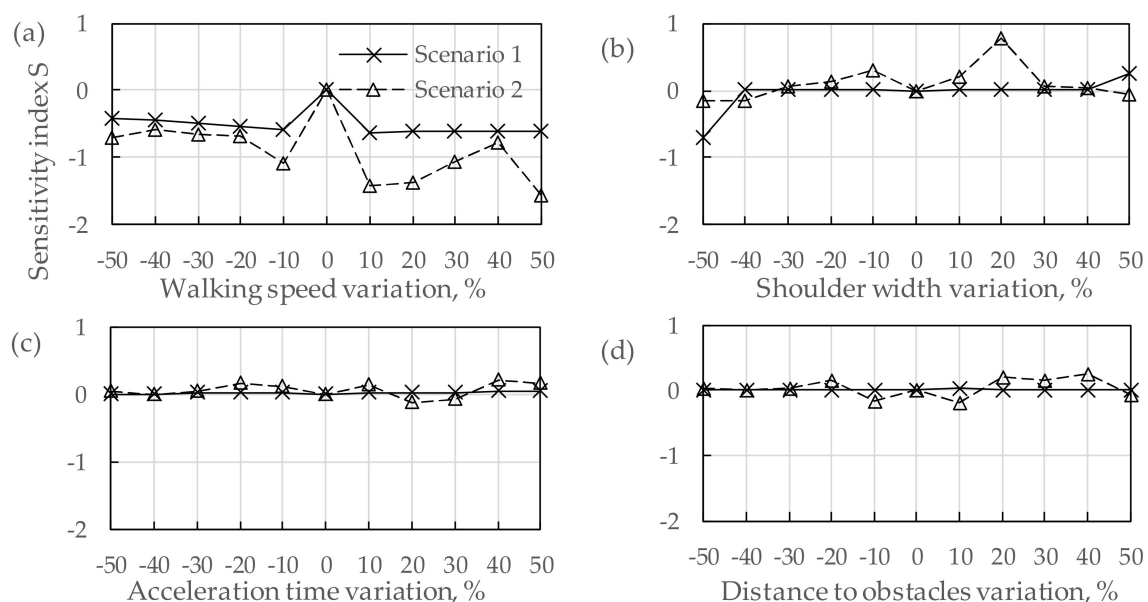 (a)
Sensitivity index S
1
0
-1
-2
Scenario 1
Scenario 2
-50 -40 -30 -20 -10 0 10 20 30 40 50
Walking speed variation, %
(b)
1
0
-1
-2
-50 -40 -30 -20 -10 0 10 20 30 40 50
Shoulder width variation, %
(c)
1
0
-1
-2
-50 -40 -30 -20 -10 0 10 20 30 40 50
Acceleration time variation, %
(d)
1
0
-1
-2
-50 -40 -30 -20 -10 0 10 20 30 40 50
Distance to obstacles variation, %